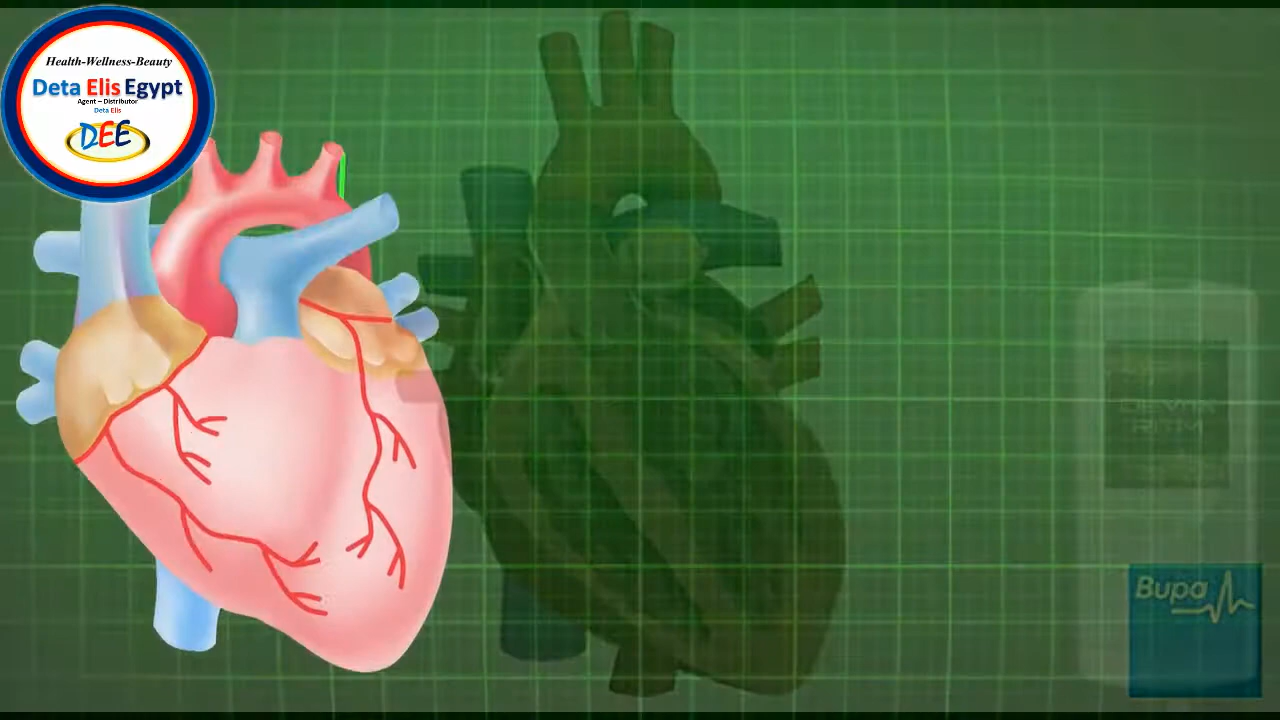 Health-Wellness-Beauty
Deta Elis Egypt
Agent – Distributor
Deta Elis
DEE
Bupa